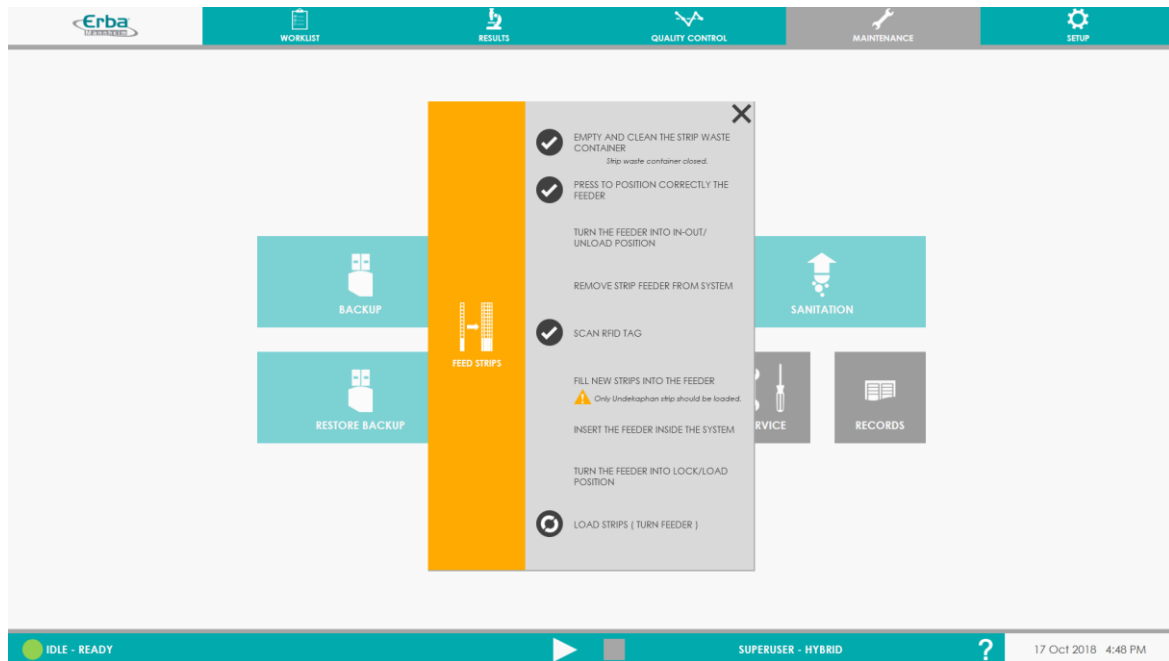 Erba
Mannheim
WORKLIST
RESULTS
QUALITY CONTROL
MAINTENANCE
SETUP
EMPTY AND CLEAN THE STRIP WASTE
CONTAINER
Strip waste container closed.
PRESS TO POSITION CORRECTLY THE
FEEDER
TURN THE FEEDER INTO IN-OUT/
UNLOAD POSITION
REMOVE STRIP FEEDER FROM SYSTEM
BACKUP
SANITATION
SCAN RFID TAG
FEED STRIPS
FILL NEW STRIPS INTO THE FEEDER
Only Undekaphan strip should be loaded.
RESTORE BACKUP
INSERT THE FEEDER INSIDE THE SYSTEM
RVICE
RECORDS
TURN THE FEEDER INTO LOCK/LOAD
POSITION
LOAD STRIPS ( TURN FEEDER )
IDLE - READY
SUPERUSER - HYBRID
?
17 Oct 2018 4:48 PM